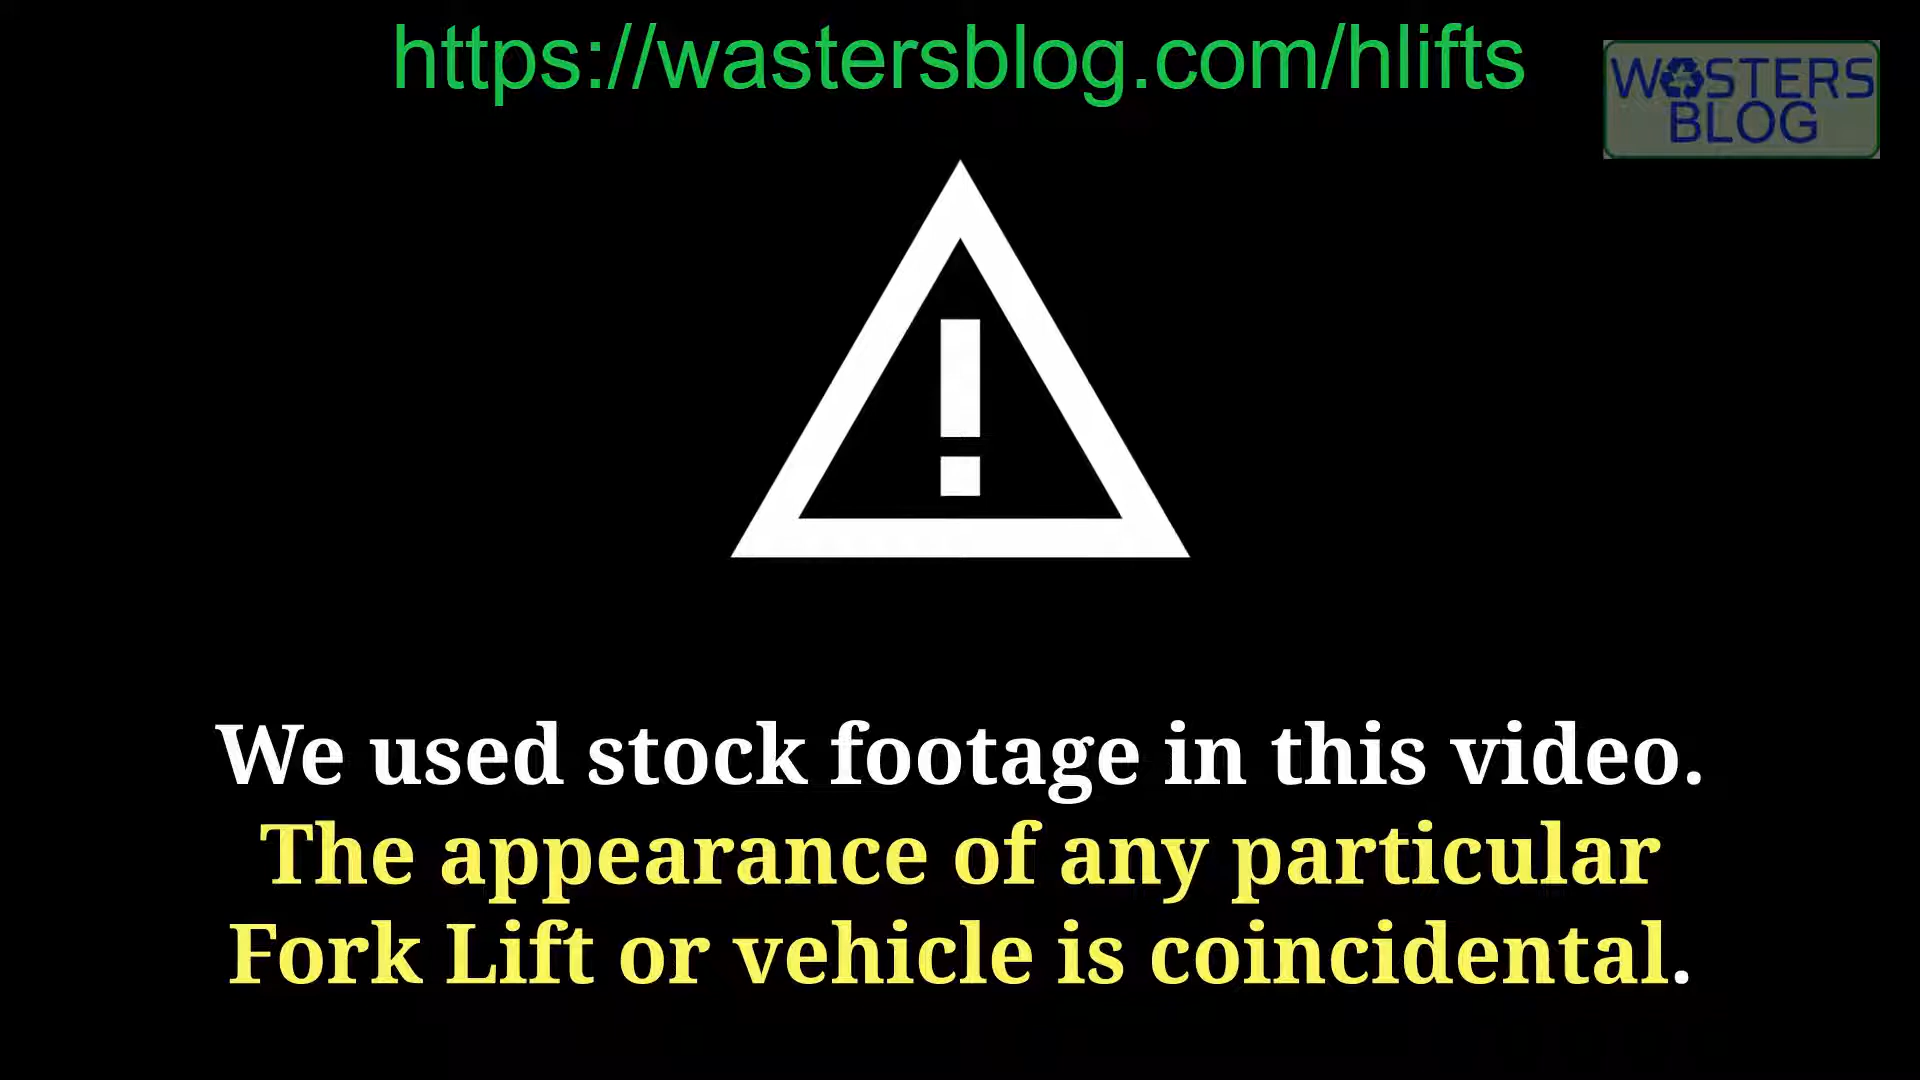 https://wastersblog.com/hlifts
WASTERS
BLOG
We used stock footage in this video.
The appearance of any particular
Fork Lift or vehicle is coincidental.